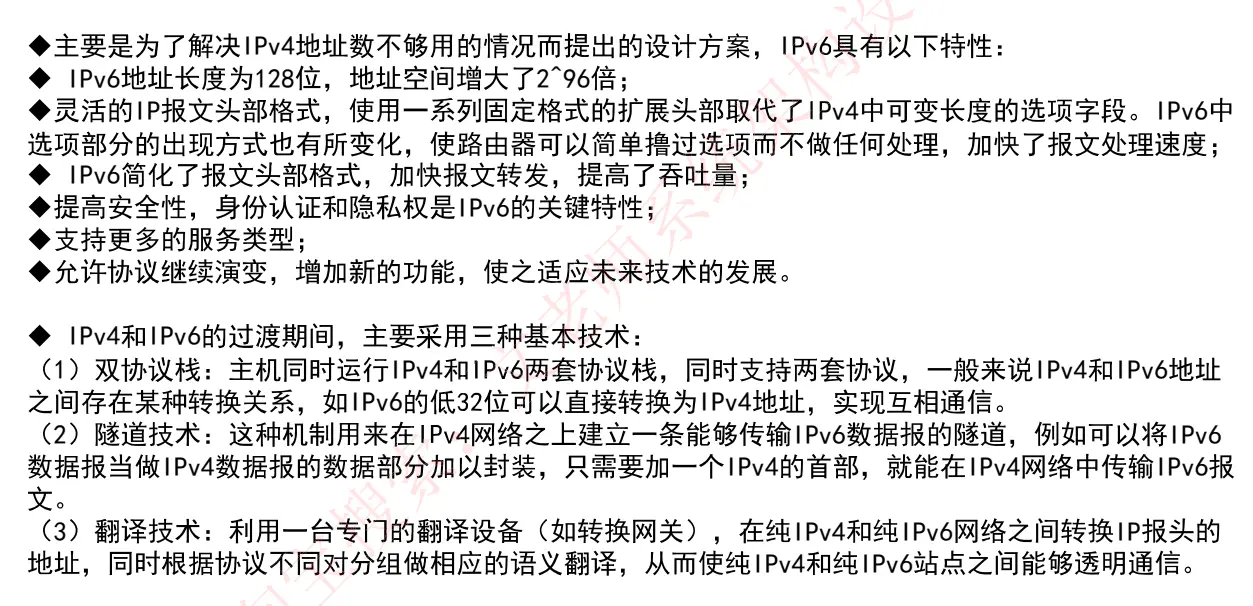 ◆主要是为了解决IPv4地址数不够用的情况而提出的设计方案，IPv6具有以下特性：
◆ IPv6地址长度为128位，地址空间增大了2^96倍；
◆灵活的IP报文头部格式，使用一系列固定格式的扩展头部取代了IPv4中可变长度的选项字段。IPv6中
选项部分的出现方式也有所变化，使路由器可以简单撸过选项而不做任何处理，加快了报文处理速度；
◆ IPv6简化了报文头部格式，加快报文转发，提高了吞吐量；
◆提高安全性，身份认证和隐私权是IPv6的关键特性；
◆支持更多的服务类型；
◆允许协议继续演变，增加新的功能，使之适应未来技术的发展。
◆ IPv4和IPv6的过渡期间，主要采用三种基本技术：
（1）双协议栈：主机同时运行IPv4和IPv6两套协议栈，同时支持两套协议，一般来说IPv4和IPv6地址
之间存在某种转换关系，如IPv6的低32位可以直接转换为IPv4地址，实现互相通信。
（2）隧道技术：这种机制用来在IPv4网络之上建立一条能够传输IPv6数据报的隧道，例如可以将IPv6
数据报当做IPv4数据报的数据部分加以封装，只需要加一个IPv4的首部，就能在IPv4网络中传输IPv6报
文。
（3）翻译技术：利用一台专门的翻译设备（如转换网关），在纯IPv4和纯IPv6网络之间转换IP报头的
地址，同时根据协议不同对分组做相应的语义翻译，从而使纯IPv4和纯IPv6站点之间能够透明通信。